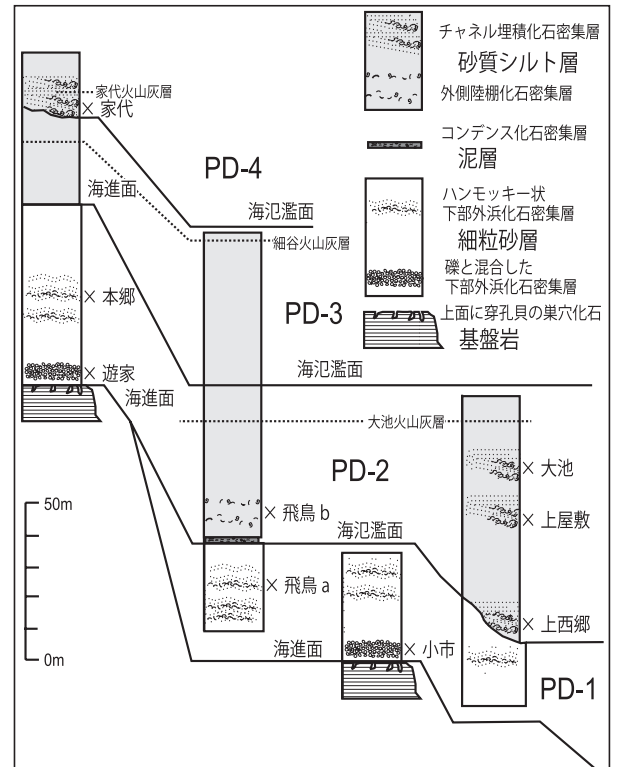 チャネル埋積化石密集層
砂質シルト層
外側陸棚化石密集層
コンデンス化石密集層
泥層
ハンモッキー状
下部外浜化石密集層
細粒砂層
礫と混合した
下部外浜化石密集層
上面に穿孔貝の巣穴化石
基盤岩
家代火山灰層
×家代
PD-4
海進面
海氾濫面
細谷火山灰層
×本郷
PD-3
×遊家
海進面
海氾濫面
大池火山灰層
PD-2
×大池
50m
×飛鳥b
×上屋敷
海氾濫面
×飛鳥a
×上西郷
海進面
×小市
0m
PD-1